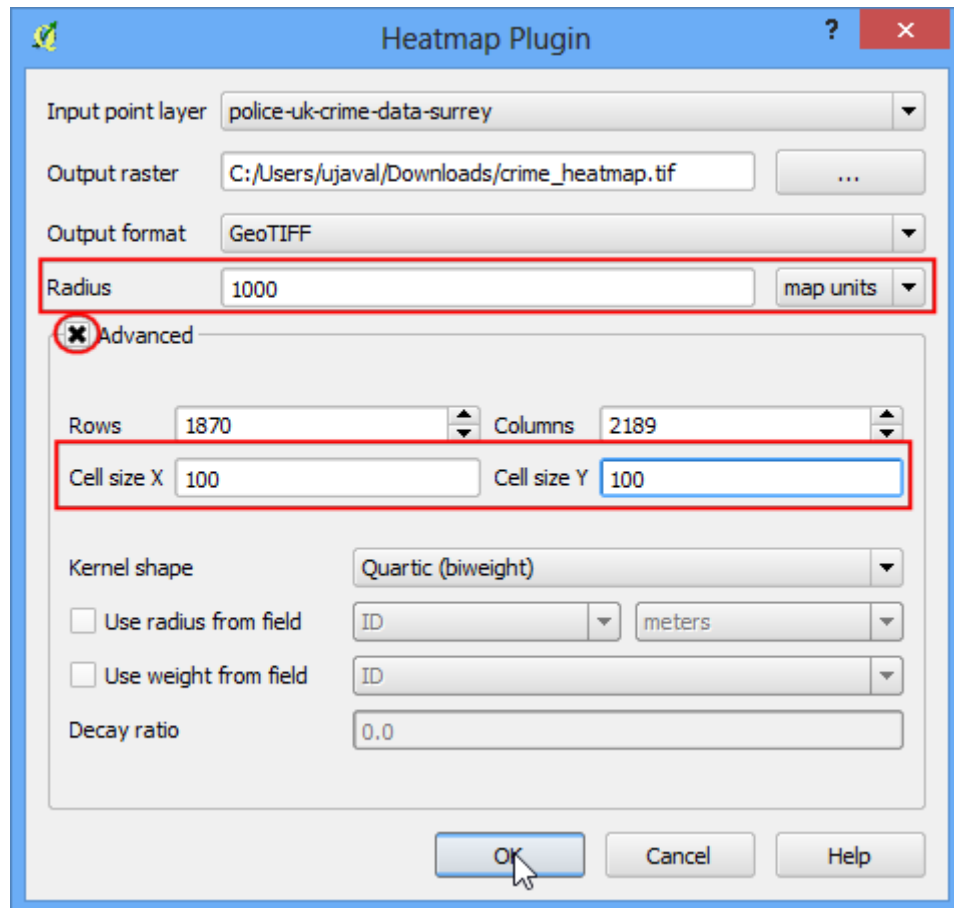 Heatmap Plugin ?
Input point layer police-uk-crime-data-surrey
Output raster C:/Users/ujaval/Downloads/crime_heatmap.tif ...
Output format GeoTIFF
Radius 1000 map units
Advanced
Rows 1870 Columns 2189
Cell size X 100 Cell size Y 100
Kernel shape Quartic (biweight)
Use radius from field ID meters
Use weight from field ID
Decay ratio 0.0
OK Cancel Help